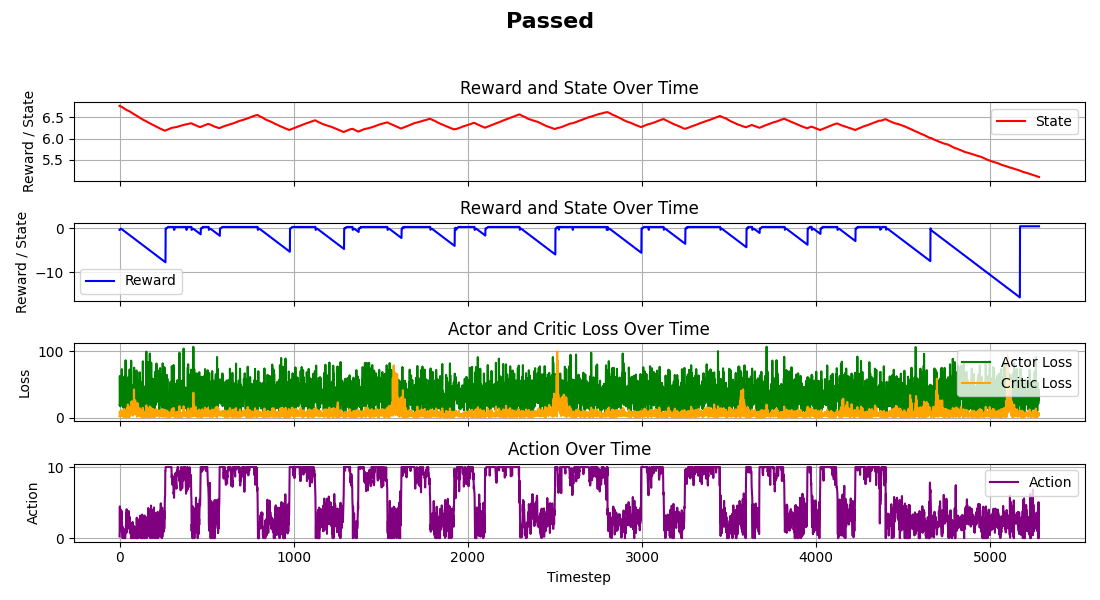 Passed
Reward and State Over Time
Reward / State
6.5
6.0
5.5
State
Reward and State Over Time
Reward / State
0
−10
Reward
Actor and Critic Loss Over Time
Loss
100
0
Actor Loss
Critic Loss
Action Over Time
Action
10
0
Action
0 1000 2000 3000 4000 5000
Timestep